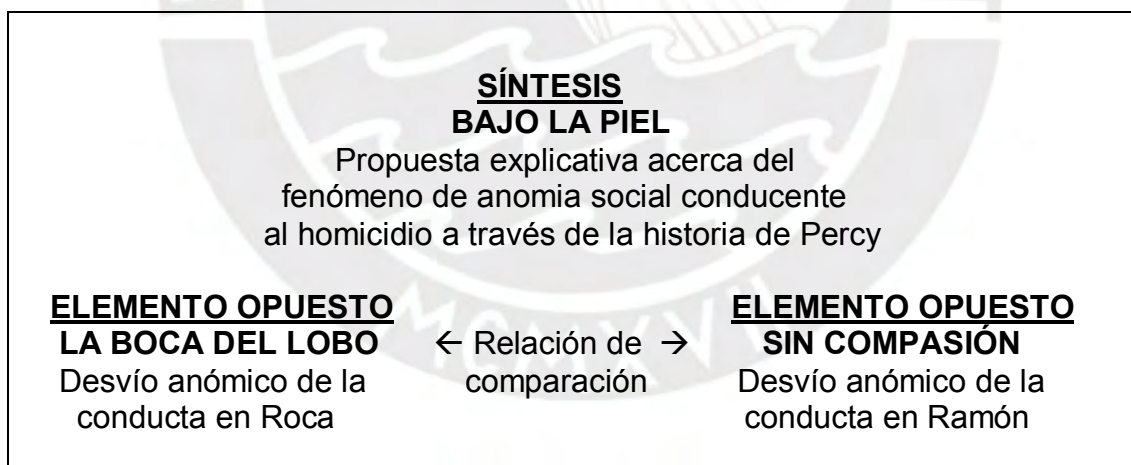 SÍNTESIS
BAJO LA PIEL
Propuesta explicativa acerca del
fenómeno de anomia social conducente
al homicidio a través de la historia de Percy
ELEMENTO OPUESTO
LA BOCA DEL LOBO
Desvío anómico de la
conducta en Roca
← Relación de →
comparación
ELEMENTO OPUESTO
SIN COMPASIÓN
Desvío anómico de la
conducta en Ramón
MCMXVII